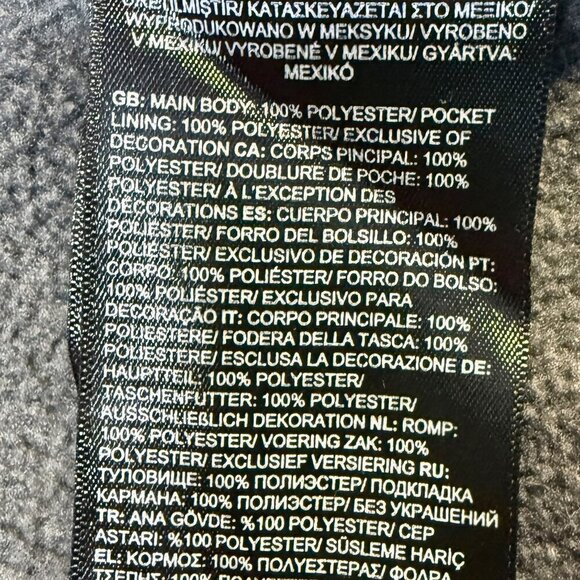 ÜRETİLMİŞTİR/ ΚΑΤΑΣΚΕΥΑΖΕΤΑΙ ΣΤΟ ΜΕΞΙΚΟ/
WYPRODUKOWANO W MEKSYKU/ VYROBENO
V MEXIKU/ VYROBENÉ V MEXIKU/ GYÁRTVA:
MEXIKÓ
GB: MAIN BODY: 100% POLYESTER/ POCKET
LINING: 100% POLYESTER/ EXCLUSIVE OF
DECORATION CA: CORPS PINCIPAL: 100%
POLYESTER/ DOUBLURE DE POCHE: 100%
POLYESTER/ À L'EXCEPTION DES
DECORATIONS ES: CUERPO PRINCIPAL: 100%
POLIÉSTER/ FORRO DEL BOLSILLO: 100%
POLIÉSTER/ EXCLUSIVO DE DECORACIÓN PT:
CORPO: 100% POLIÉSTER/ FORRO DO BOLSO:
100% POLIÉSTER/ EXCLUSIVO PARA
DECORAÇÃO IT: CORPO PRINCIPALE: 100%
POLIESTERE/ FODERA DELLA TASCA: 100%
POLIESTERE/ ESCLUSA LA DECORAZIONE DE:
HAUPTTEIL: 100% POLYESTER/
TASCHENFUTTER: 100% POLYESTER/
AUSSCHLIEßLICH DEKORATION NL: ROMP:
100% POLYESTER/ VOERING ZAK: 100%
POLYESTER/ EXCLUSIEF VERSIERING RU:
ТУЛОВИЩЕ: 100% ПОЛИЭСТЕР/ ПОДКЛАДКА
КАРМАНА: 100% ПОЛИЭСТЕР/ БЕЗ УКРАШЕНИЙ
TR: ANA GÖVDE: %100 POLYESTER/ CEP
ASTARI: %100 POLYESTER/ SÜSLEME HARİÇ
EL: ΚΟΡΜΟΣ: 100% ΠΟΛΥΕΣΤΕΡΑΣ/ ΦΟΔΡΑ
ΤΣΕΠΗΣ: 100%